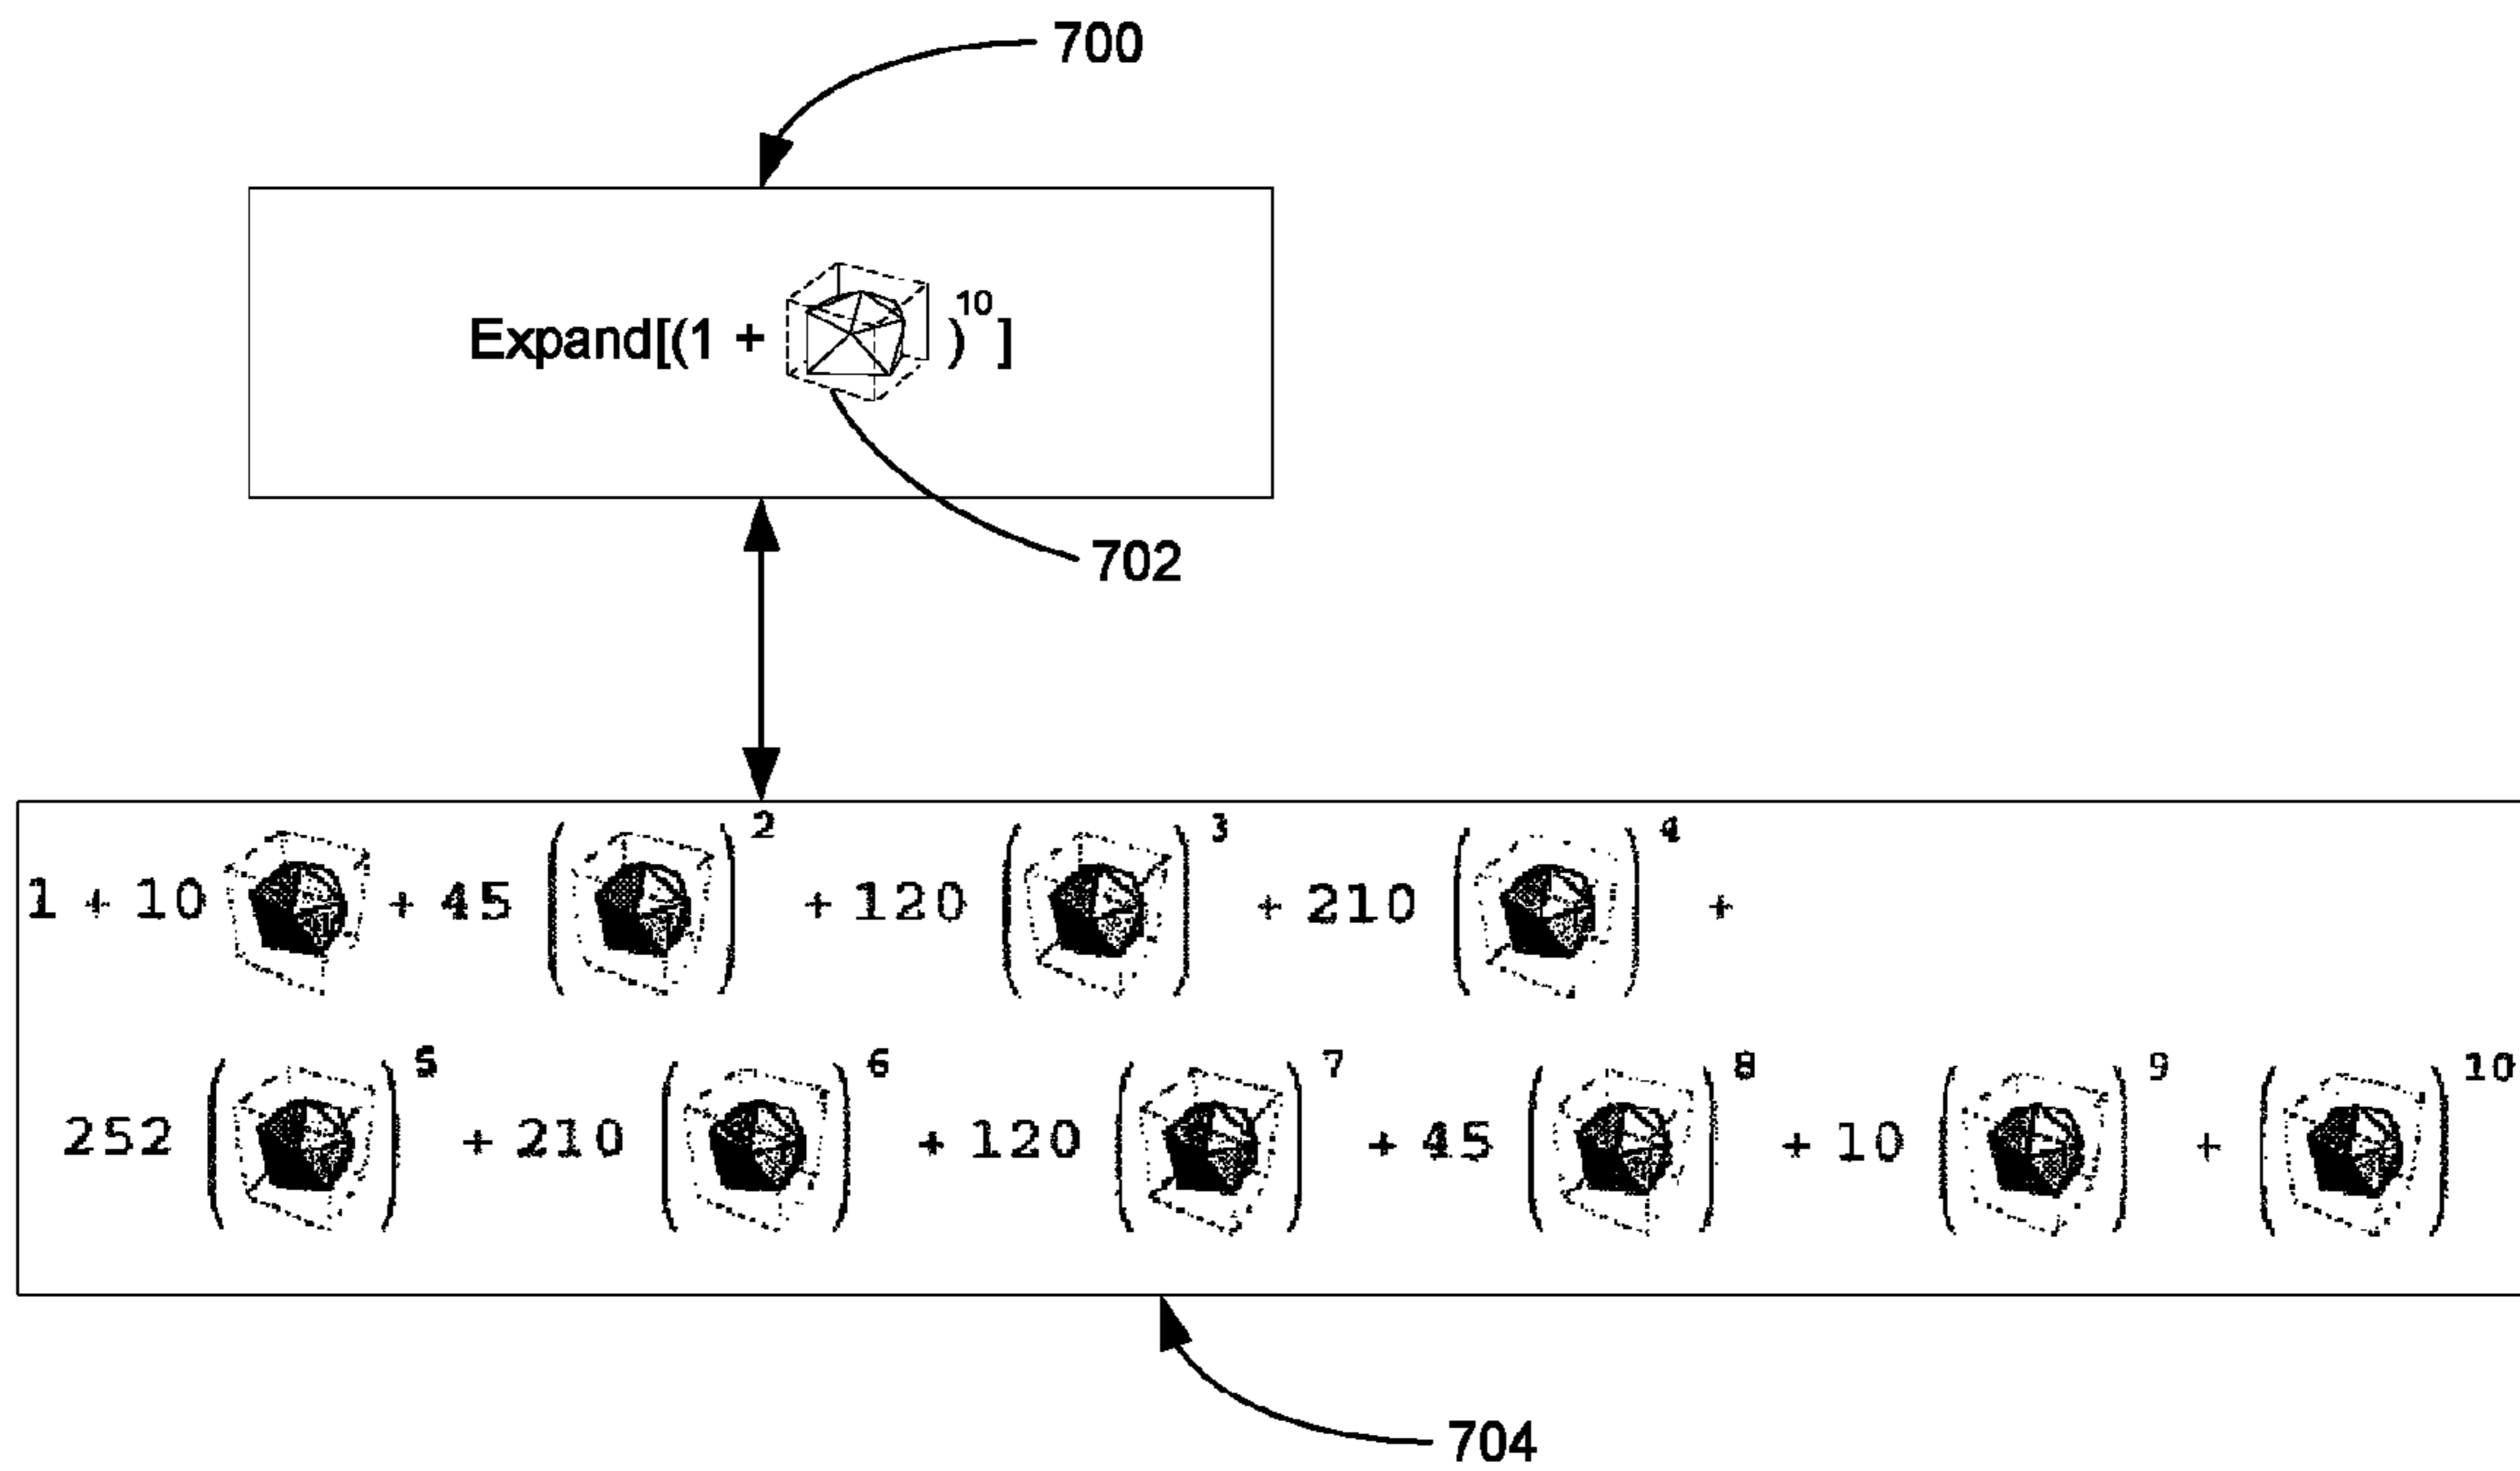 700
Expand[(1 + )^10]
702
1 + 10 + 45 ( )^2 + 120 ( )^3 + 210 ( )^4 +
252 ( )^5 + 210 ( )^6 + 120 ( )^7 + 45 ( )^8 + 10 ( )^9 + ( )^10
704